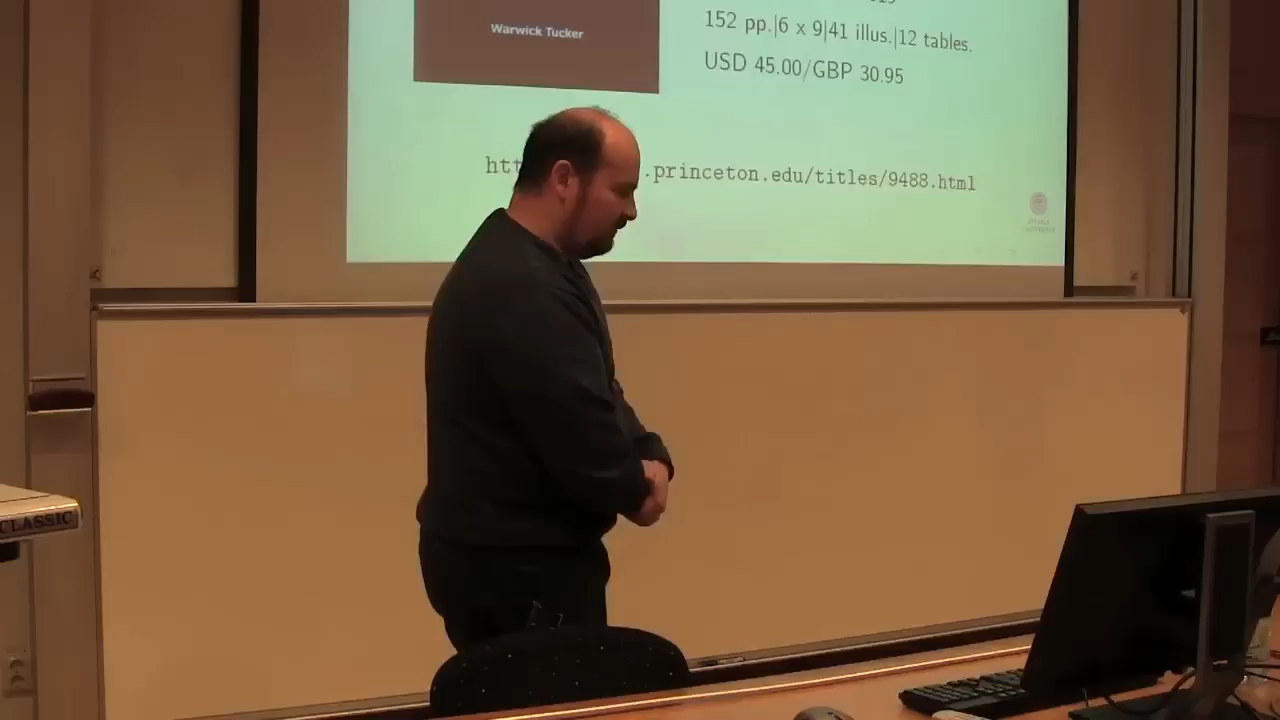 Warwick Tucker
152 pp.|6 x 9|41 illus.|12 tables.
USD 45.00/GBP 30.95
.princeton.edu/titles/9488.html
CLASSIC